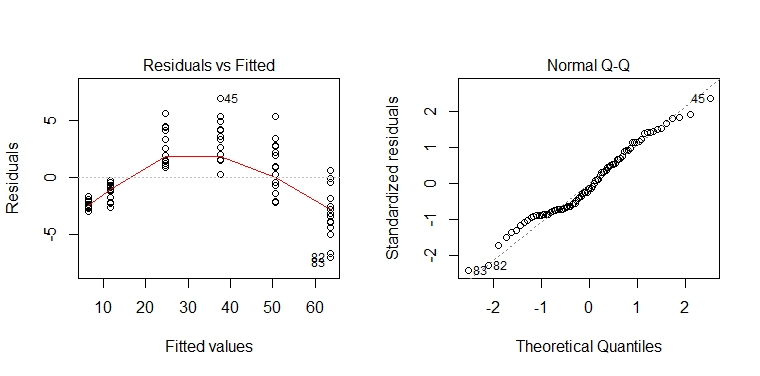 Residuals vs Fitted
Residuals
5
0
-5
45
82
83
10 20 30 40 50 60
Fitted values
Normal Q-Q
Standardized residuals
2
1
0
-1
-2
45
83 82
-2 -1 0 1 2
Theoretical Quantiles